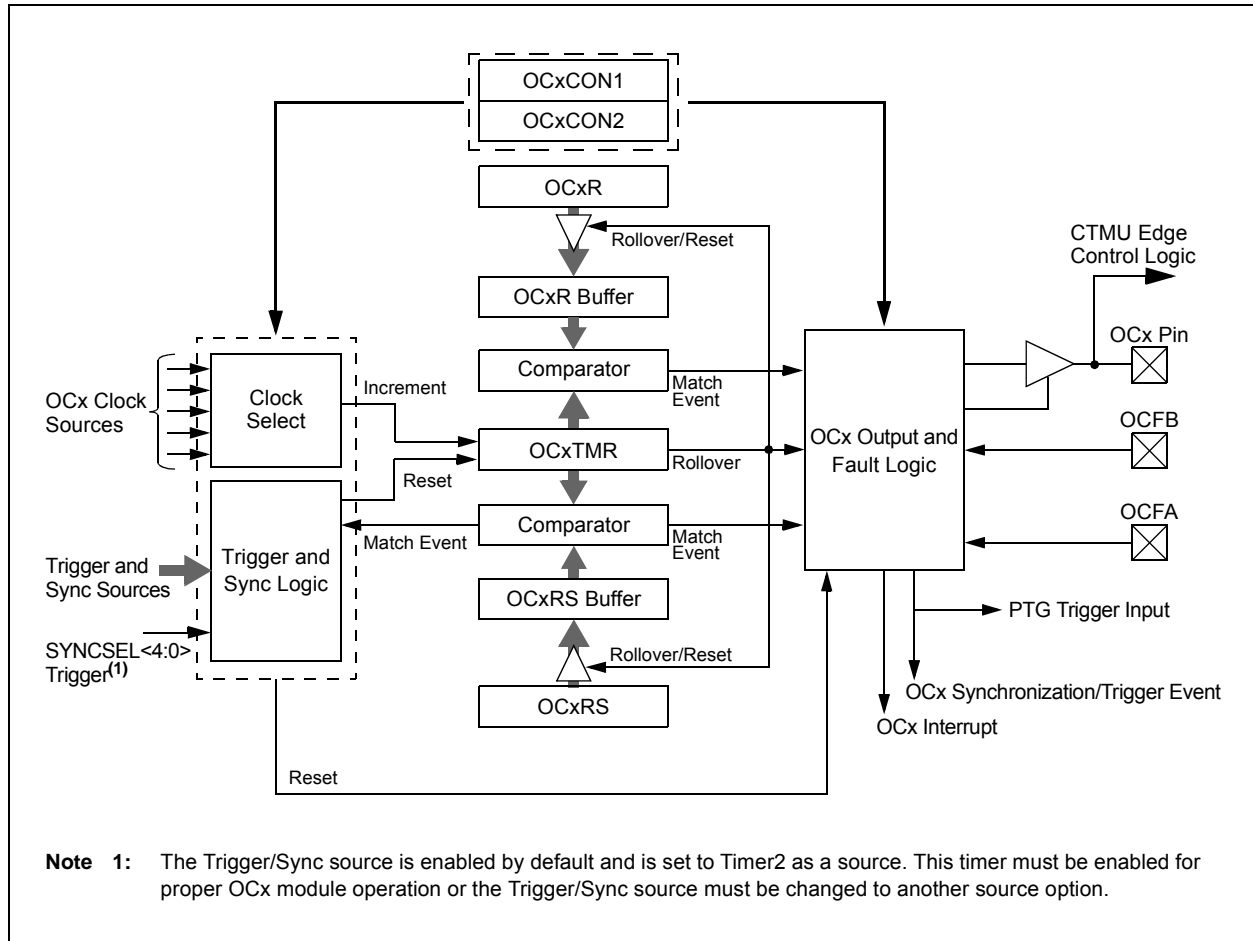 OCxCON1
OCxCON2
OCxR
Rollover/Reset
CTMU Edge
Control Logic
OCxR Buffer
OCx Pin
Comparator
Match
Event
Increment
OCx Clock
Sources
Clock
Select
OCxTMR
Rollover
OCx Output and
Fault Logic
OCFB
Reset
Comparator
Match Event
Match
Event
OCFA
Trigger and
Sync Logic
Trigger and
Sync Sources
OCxRS Buffer
PTG Trigger Input
SYNCSEL<4:0>
Trigger(1)
Rollover/Reset
OCxRS
OCx Synchronization/Trigger Event
OCx Interrupt
Reset
Note 1: The Trigger/Sync source is enabled by default and is set to Timer2 as a source. This timer must be enabled for
proper OCx module operation or the Trigger/Sync source must be changed to another source option.